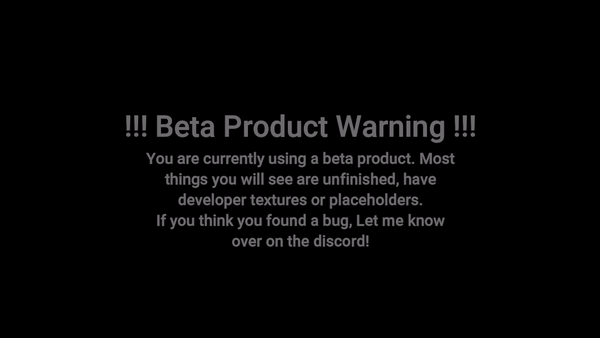 !!! Beta Product Warning !!!
You are currently using a beta product. Most
things you will see are unfinished, have
developer textures or placeholders.
If you think you found a bug, Let me know
over on the discord!